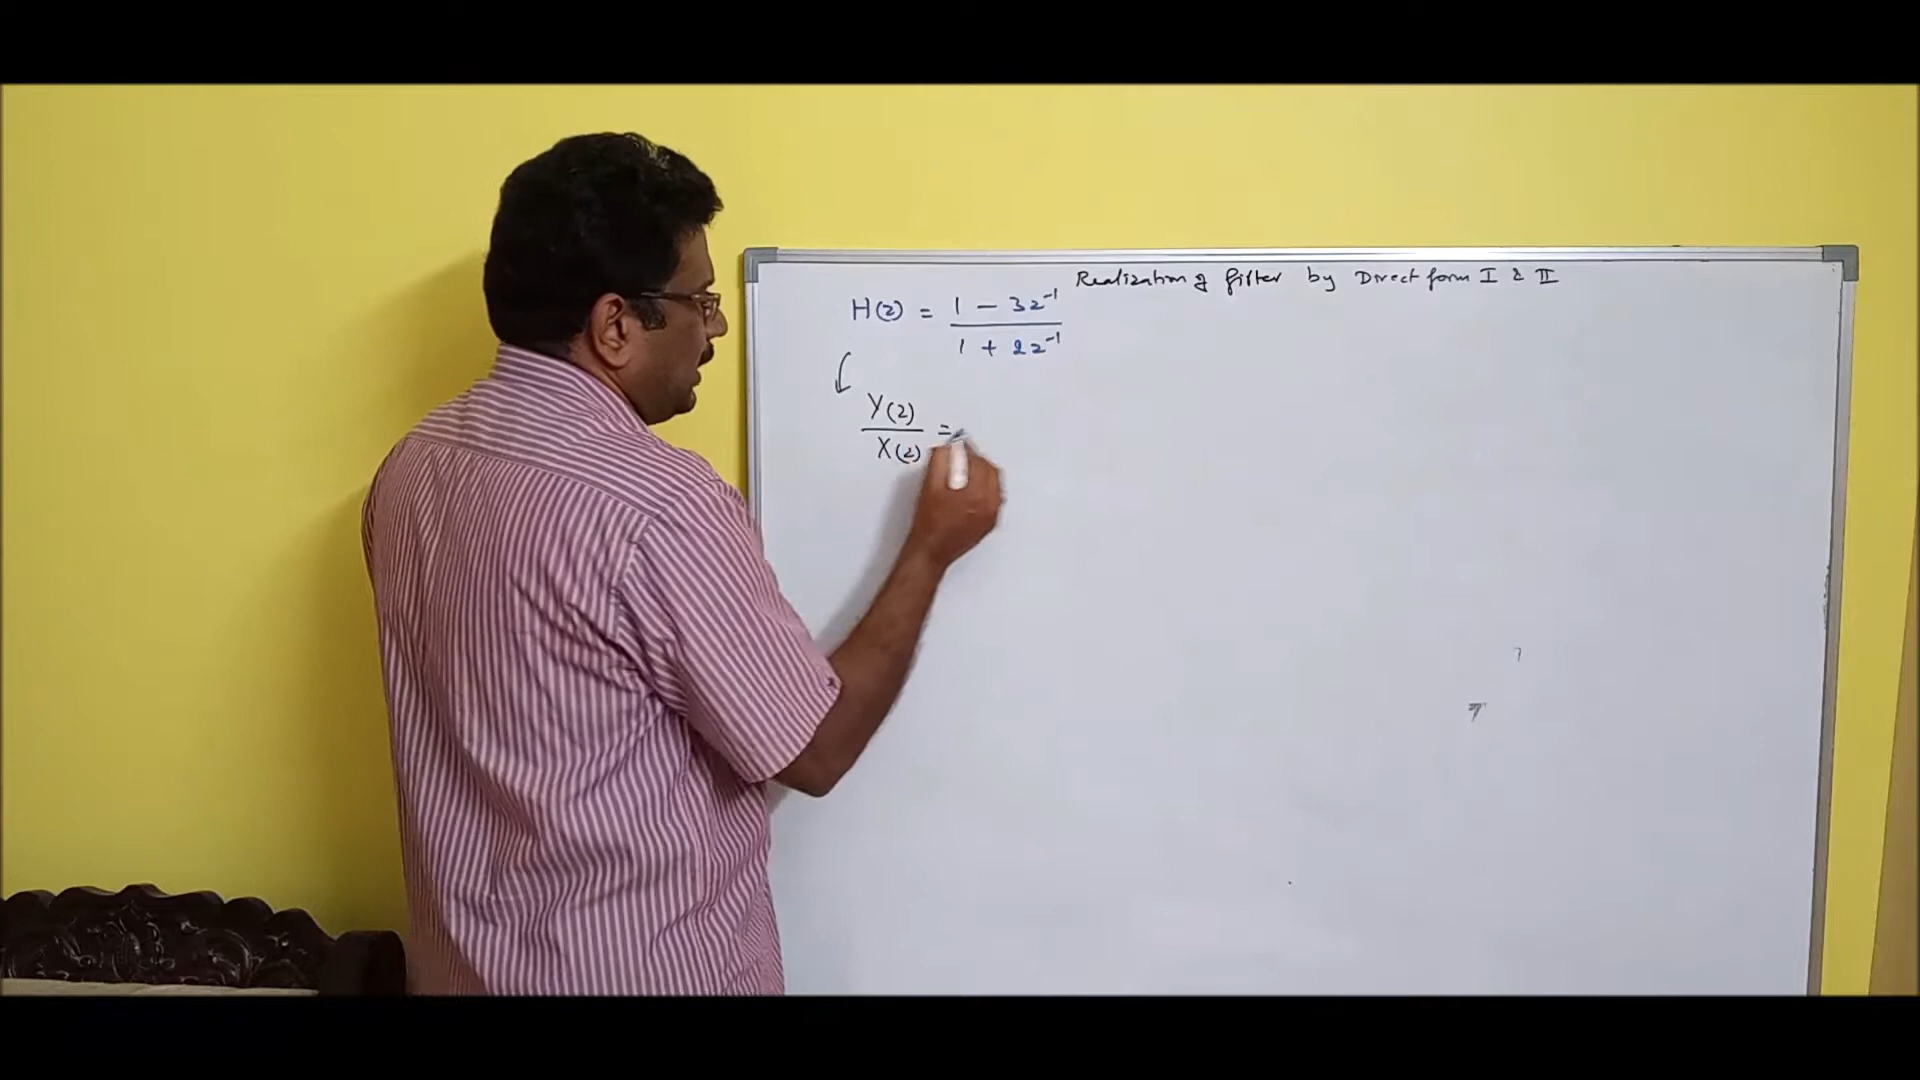 Realization of filter by Direct form I & II
H(z) = 1 - 3z⁻¹
1 + 2z⁻¹
Y(z)
X(z) =